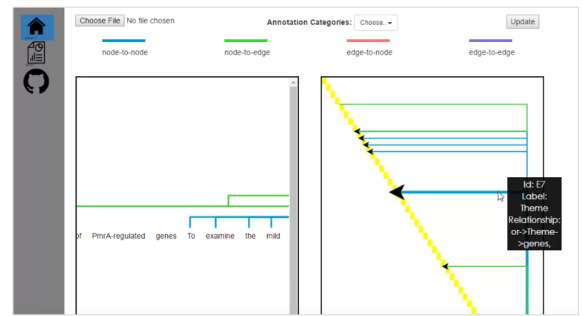 Choose File No file chosen
Annotation Categories: Choose..
Update
node-to-node
node-to-edge
edge-to-node
edge-to-edge
of PmrA-regulated genes To examine the mild
Id: E7
Label:
Theme
Relationship:
or->Theme-
>genes,